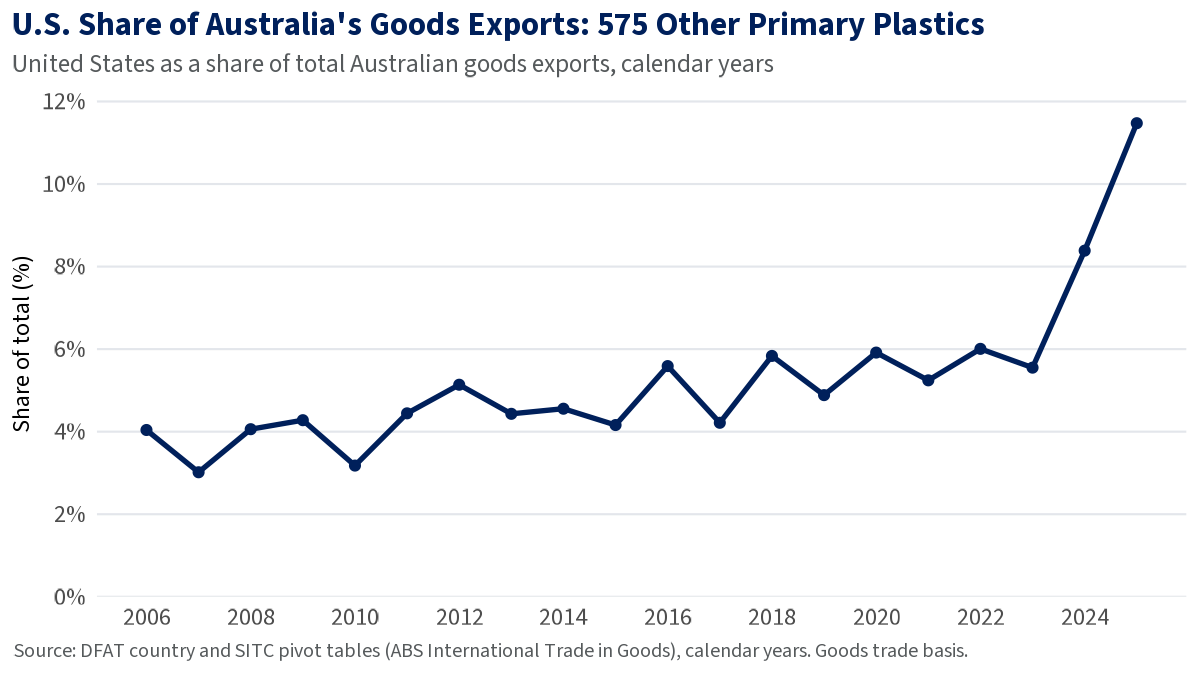 U.S. Share of Australia's Goods Exports: 575 Other Primary Plastics
United States as a share of total Australian goods exports, calendar years
Share of total (%)
12%
10%
8%
6%
4%
2%
0%
2006 2008 2010 2012 2014 2016 2018 2020 2022 2024
Source: DFAT country and SITC pivot tables (ABS International Trade in Goods), calendar years. Goods trade basis.